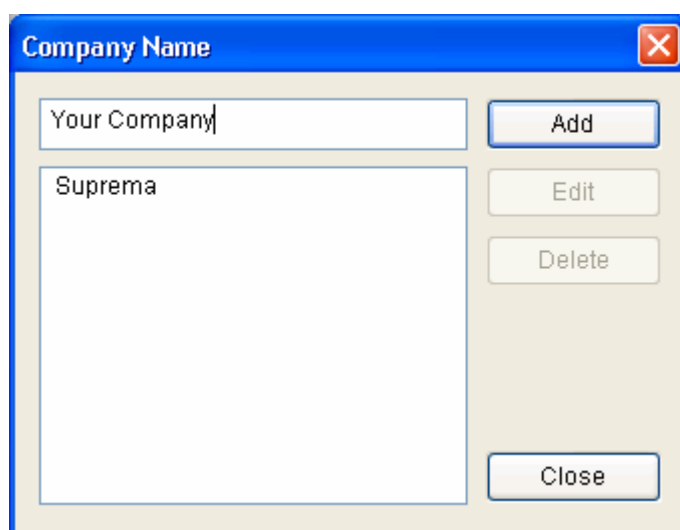 Company Name
Your Company
Add
Suprema
Edit
Delete
Close